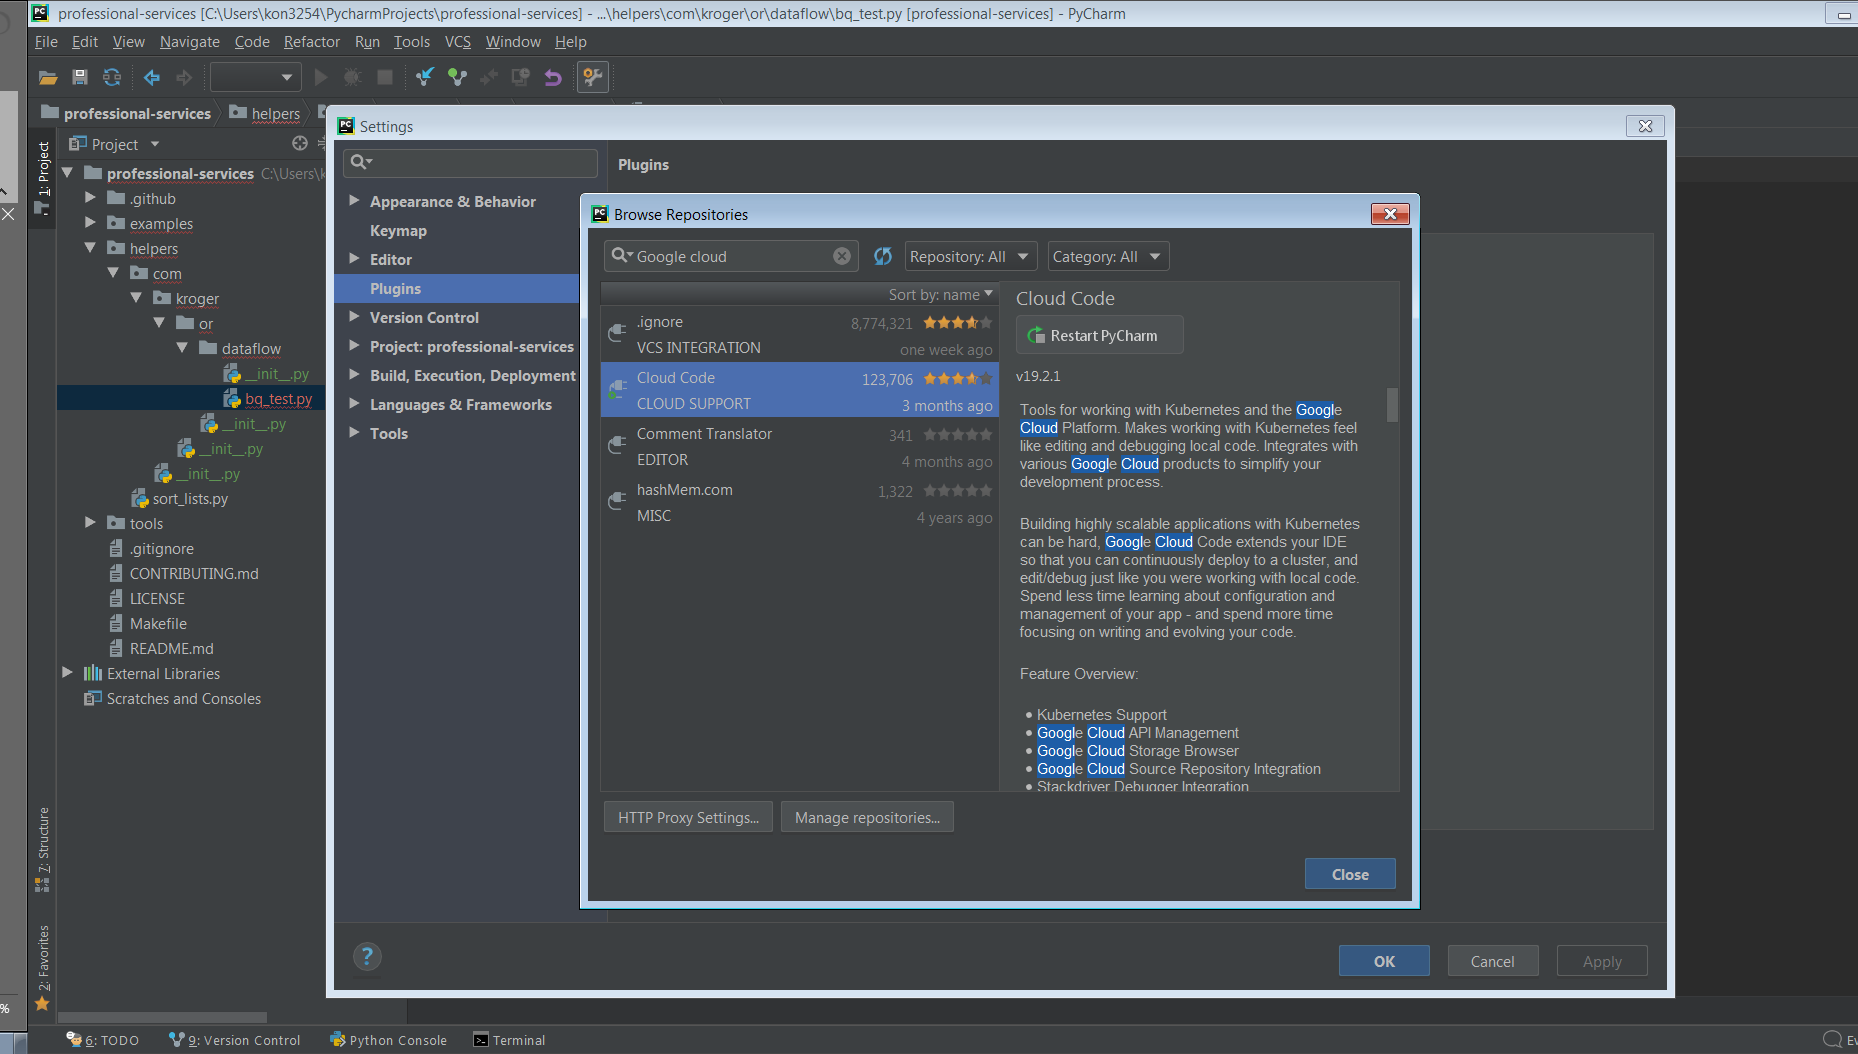 professional-services [C:\Users\kon3254\PycharmProjects\professional-services] - ...\helpers\com\kroger\or\dataflow\bq_test.py [professional-services] - PyCharm
File Edit View Navigate Code Refactor Run Tools VCS Window Help
professional-services helpers
1: Project
Project
professional-services C:\Users\k
.github
examples
helpers
com
kroger
or
dataflow
__init__.py
bq_test.py
__init__.py
__init__.py
__init__.py
sort_lists.py
tools
.gitignore
CONTRIBUTING.md
LICENSE
Makefile
README.md
External Libraries
Scratches and Consoles
7: Structure
2: Favorites
%
Settings
Appearance & Behavior
Keymap
Editor
Plugins
Version Control
Project: professional-services
Build, Execution, Deployment
Languages & Frameworks
Tools
Plugins
Browse Repositories
Google cloud
Repository: All
Category: All
Sort by: name
.ignore 8,774,321
VCS INTEGRATION one week ago
Cloud Code 123,706
CLOUD SUPPORT 3 months ago
Comment Translator 341
EDITOR 4 months ago
hashMem.com 1,322
MISC 4 years ago
Cloud Code
Restart PyCharm
v19.2.1
Tools for working with Kubernetes and the Google
Cloud Platform. Makes working with Kubernetes feel
like editing and debugging local code. Integrates with
various Google Cloud products to simplify your
development process.
Building highly scalable applications with Kubernetes
can be hard, Google Cloud Code extends your IDE
so that you can continuously deploy to a cluster, and
edit/debug just like you were working with local code.
Spend less time learning about configuration and
management of your app - and spend more time
focusing on writing and evolving your code.
Feature Overview:
• Kubernetes Support
• Google Cloud API Management
• Google Cloud Storage Browser
• Google Cloud Source Repository Integration
• Stackdriver Debugger Integration
HTTP Proxy Settings...
Manage repositories...
Close
?
OK
Cancel
Apply
6: TODO
9: Version Control
Python Console
Terminal
Ev